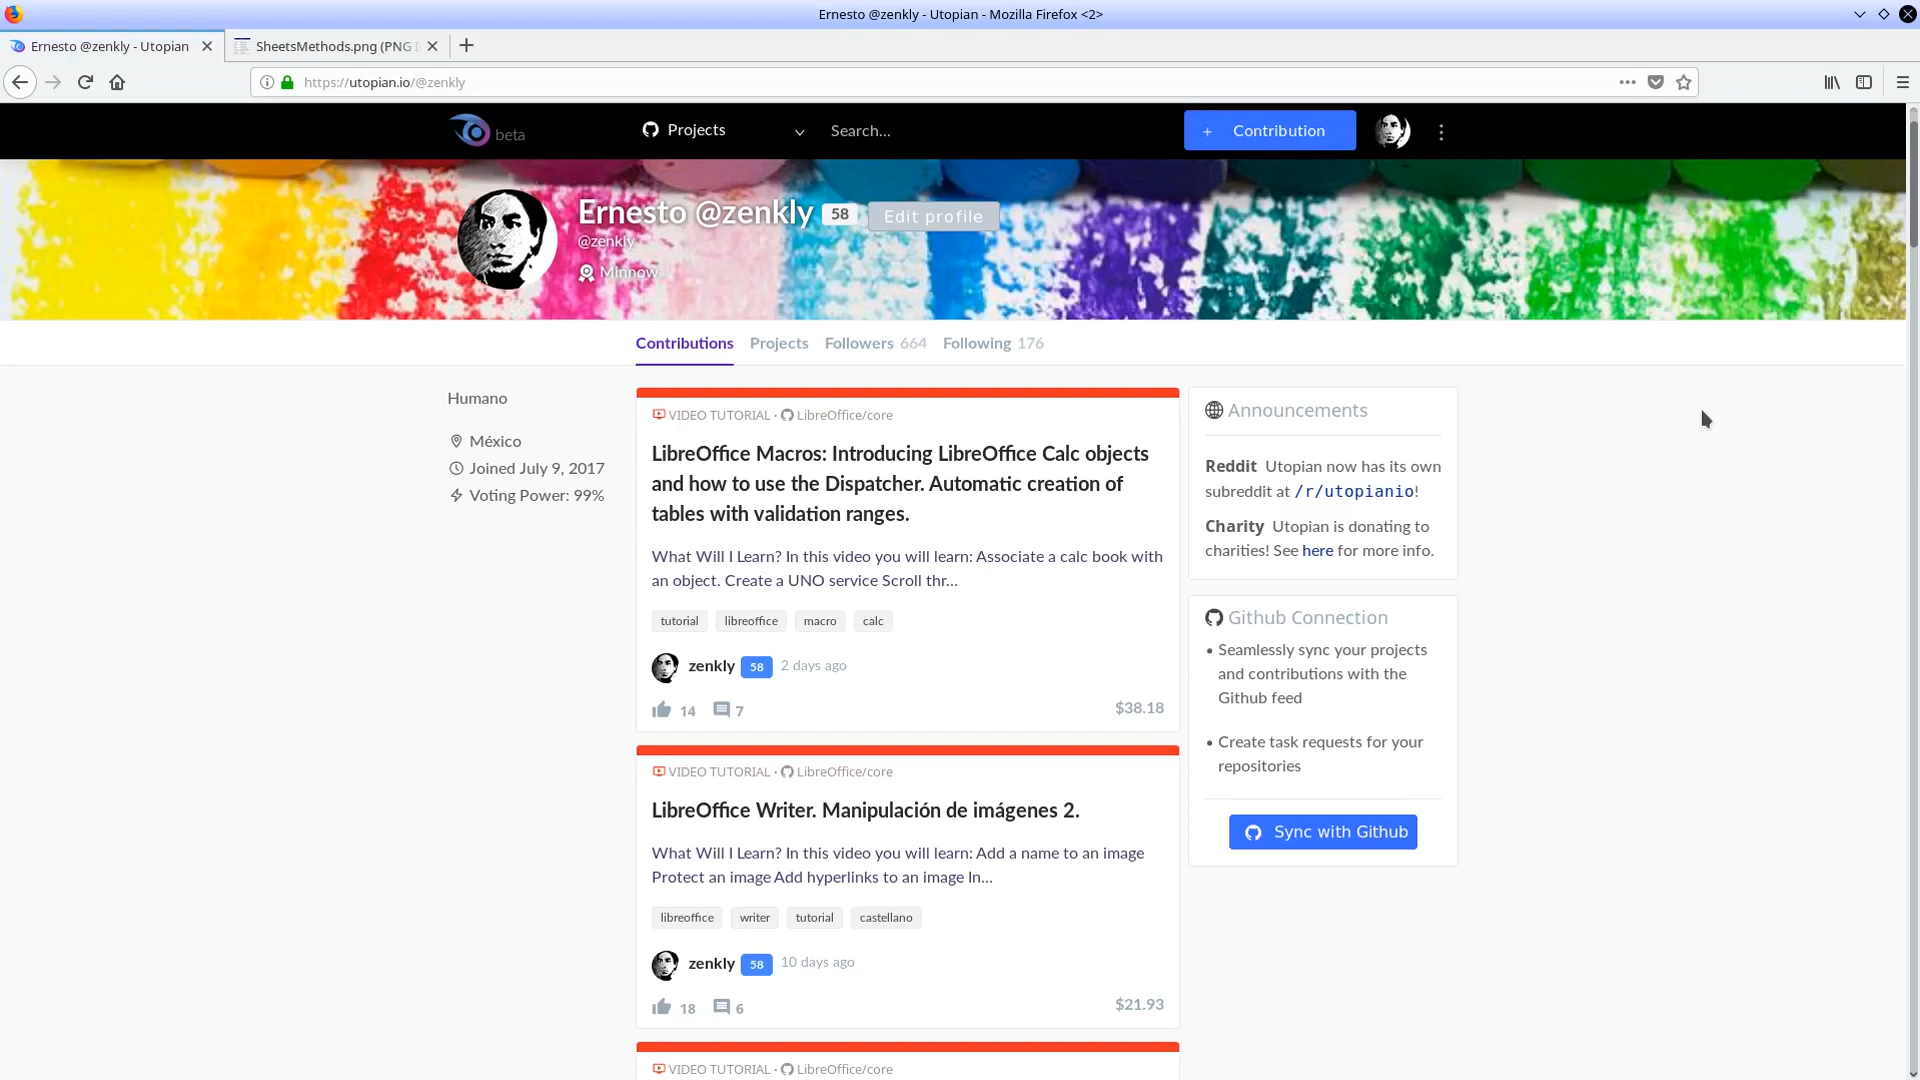 Ernesto @zenkly - Utopian - Mozilla Firefox <2>
Ernesto @zenkly - Utopian
SheetsMethods.png (PNG
https://utopian.io/@zenkly
beta
Projects
Search...
+ Contribution
Ernesto @zenkly 58 Edit profile
@zenkly
Minnow
Contributions Projects Followers 664 Following 176
Humano
México
Joined July 9, 2017
Voting Power: 99%
VIDEO TUTORIAL · LibreOffice/core
LibreOffice Macros: Introducing LibreOffice Calc objects
and how to use the Dispatcher. Automatic creation of
tables with validation ranges.
What Will I Learn? In this video you will learn: Associate a calc book with
an object. Create a UNO service Scroll thr...
tutorial libreoffice macro calc
zenkly 58 2 days ago
14 7 $38.18
VIDEO TUTORIAL · LibreOffice/core
LibreOffice Writer. Manipulación de imágenes 2.
What Will I Learn? In this video you will learn: Add a name to an image
Protect an image Add hyperlinks to an image In...
libreoffice writer tutorial castellano
zenkly 58 10 days ago
18 6 $21.93
VIDEO TUTORIAL · LibreOffice/core
Announcements
Reddit Utopian now has its own
subreddit at /r/utopianio!
Charity Utopian is donating to
charities! See here for more info.
Github Connection
• Seamlessly sync your projects
and contributions with the
Github feed
• Create task requests for your
repositories
Sync with Github